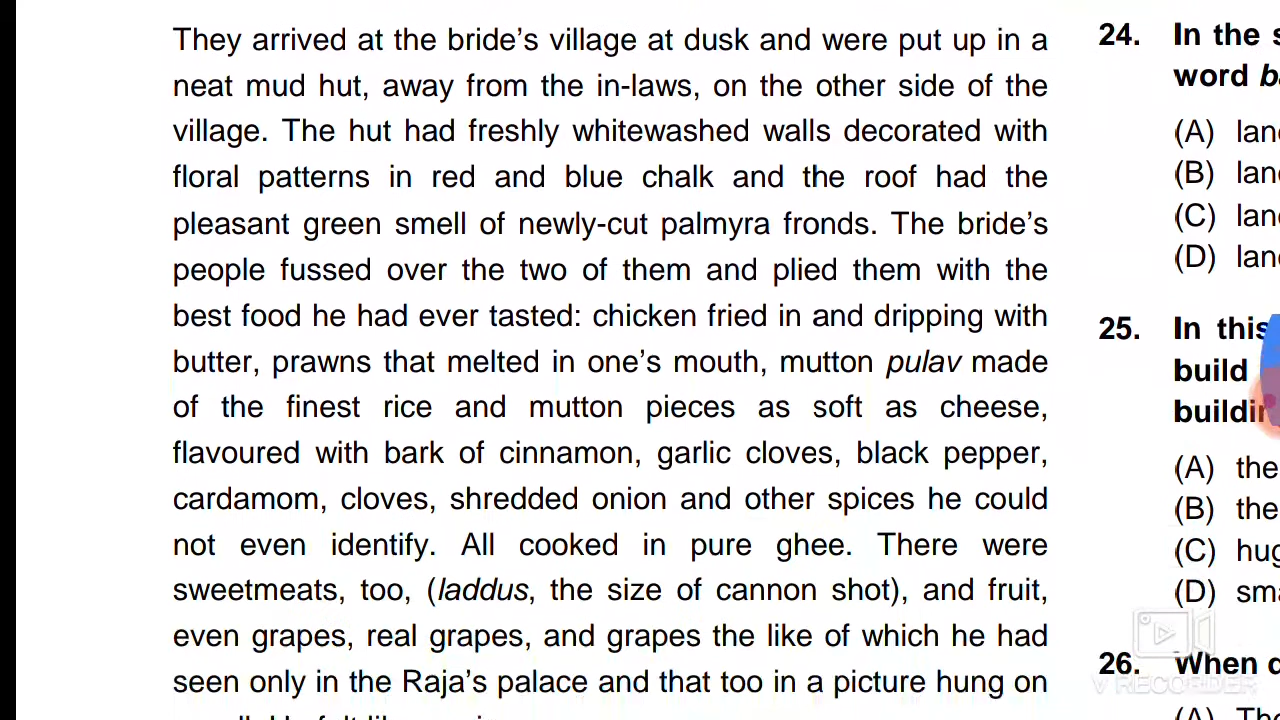 They arrived at the bride's village at dusk and were put up in a
neat mud hut, away from the in-laws, on the other side of the
village. The hut had freshly whitewashed walls decorated with
floral patterns in red and blue chalk and the roof had the
pleasant green smell of newly-cut palmyra fronds. The bride's
people fussed over the two of them and plied them with the
best food he had ever tasted: chicken fried in and dripping with
butter, prawns that melted in one's mouth, mutton pulav made
of the finest rice and mutton pieces as soft as cheese,
flavoured with bark of cinnamon, garlic cloves, black pepper,
cardamom, cloves, shredded onion and other spices he could
not even identify. All cooked in pure ghee. There were
sweetmeats, too, (laddus, the size of cannon shot), and fruit,
even grapes, real grapes, and grapes the like of which he had
seen only in the Raja's palace and that too in a picture hung on
24. In the
word
(A)
(B)
(C)
(D)
25. In this
build
(A) the
(B) the
(C)
(D)
26. When
(A)
V RECORDER